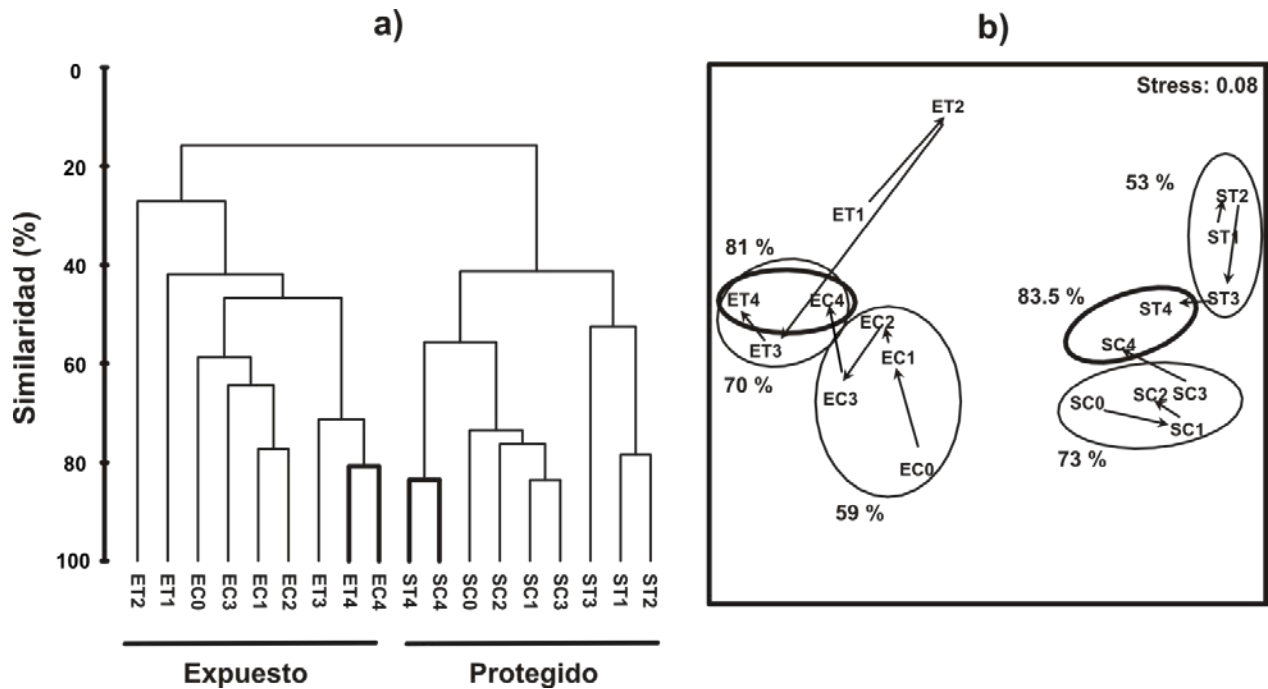 a)
Similaridad (%)
0
20
40
60
80
100
ET2
ET1
EC0
EC3
EC1
EC2
ET3
ET4
EC4
ST4
SC4
SC0
SC2
SC1
SC3
ST3
ST1
ST2
Expuesto
Protegido
b)
Stress: 0.08
ET2
53 %
ST2
ET1
ST1
81 %
ET4
EC4
83.5 %
ST4
ST3
EC2
ET3
EC1
SC4
70 %
EC3
SC0
SC2
SC3
SC1
73 %
EC0
59 %